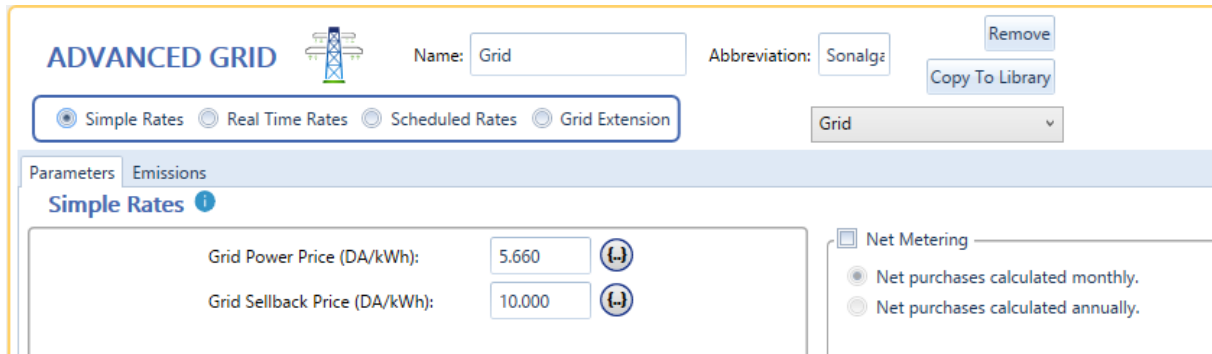 ADVANCED GRID Name: Grid Abbreviation: Sonalga Remove
Copy To Library
Simple Rates Real Time Rates Scheduled Rates Grid Extension Grid
Parameters Emissions
Simple Rates i
Grid Power Price (DA/kWh): 5.660 {..} Net Metering
Net purchases calculated monthly.
Grid Sellback Price (DA/kWh): 10.000 {..}
Net purchases calculated annually.